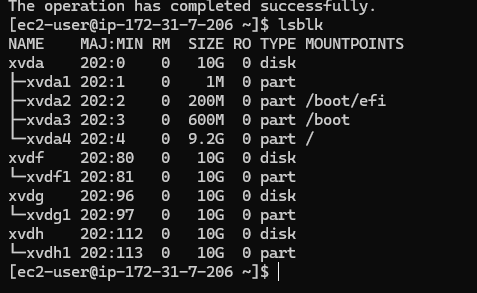 The operation has completed successfully.
[ec2-user@ip-172-31-7-206 ~]$ lsblk
NAME    MAJ:MIN RM  SIZE RO TYPE MOUNTPOINTS
xvda    202:0    0   10G  0 disk
├─xvda1 202:1    0    1M  0 part
├─xvda2 202:2    0  200M  0 part /boot/efi
├─xvda3 202:3    0  600M  0 part /boot
└─xvda4 202:4    0  9.2G  0 part /
xvdf    202:80   0   10G  0 disk
└─xvdf1 202:81   0   10G  0 part
xvdg    202:96   0   10G  0 disk
└─xvdg1 202:97   0   10G  0 part
xvdh    202:112  0   10G  0 disk
└─xvdh1 202:113  0   10G  0 part
[ec2-user@ip-172-31-7-206 ~]$